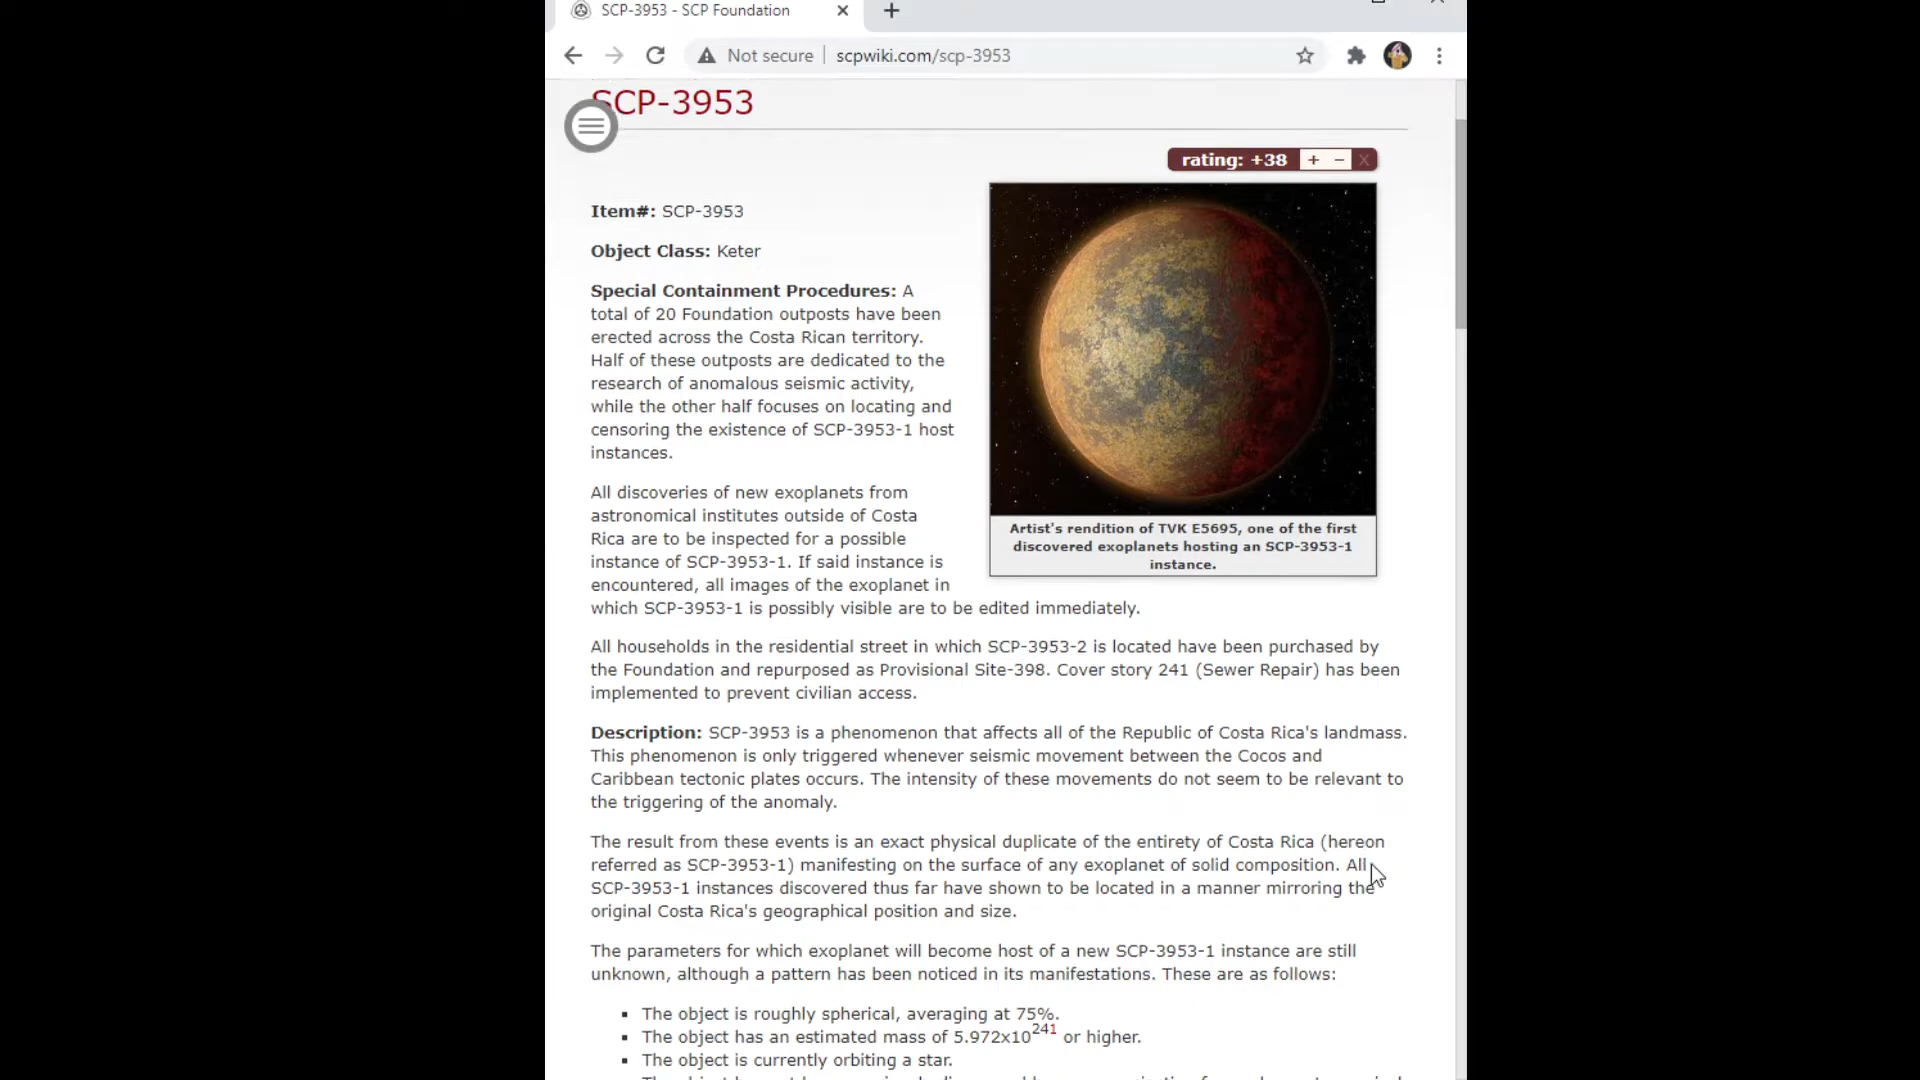 SCP-3953 - SCP Foundation
Not secure | scpwiki.com/scp-3953
SCP-3953
rating: +38 + − X
Item#: SCP-3953
Object Class: Keter
Special Containment Procedures: A
total of 20 Foundation outposts have been
erected across the Costa Rican territory.
Half of these outposts are dedicated to the
research of anomalous seismic activity,
while the other half focuses on locating and
censoring the existence of SCP-3953-1 host
instances.
Artist's rendition of TVK E5695, one of the first
discovered exoplanets hosting an SCP-3953-1
instance.
All discoveries of new exoplanets from
astronomical institutes outside of Costa
Rica are to be inspected for a possible
instance of SCP-3953-1. If said instance is
encountered, all images of the exoplanet in
which SCP-3953-1 is possibly visible are to be edited immediately.
All households in the residential street in which SCP-3953-2 is located have been purchased by
the Foundation and repurposed as Provisional Site-398. Cover story 241 (Sewer Repair) has been
implemented to prevent civilian access.
Description: SCP-3953 is a phenomenon that affects all of the Republic of Costa Rica's landmass.
This phenomenon is only triggered whenever seismic movement between the Cocos and
Caribbean tectonic plates occurs. The intensity of these movements do not seem to be relevant to
the triggering of the anomaly.
The result from these events is an exact physical duplicate of the entirety of Costa Rica (hereon
referred as SCP-3953-1) manifesting on the surface of any exoplanet of solid composition. All
SCP-3953-1 instances discovered thus far have shown to be located in a manner mirroring the
original Costa Rica's geographical position and size.
The parameters for which exoplanet will become host of a new SCP-3953-1 instance are still
unknown, although a pattern has been noticed in its manifestations. These are as follows:
▪ The object is roughly spherical, averaging at 75%.
▪ The object has an estimated mass of 5.972x10²⁴¹ or higher.
▪ The object is currently orbiting a star.